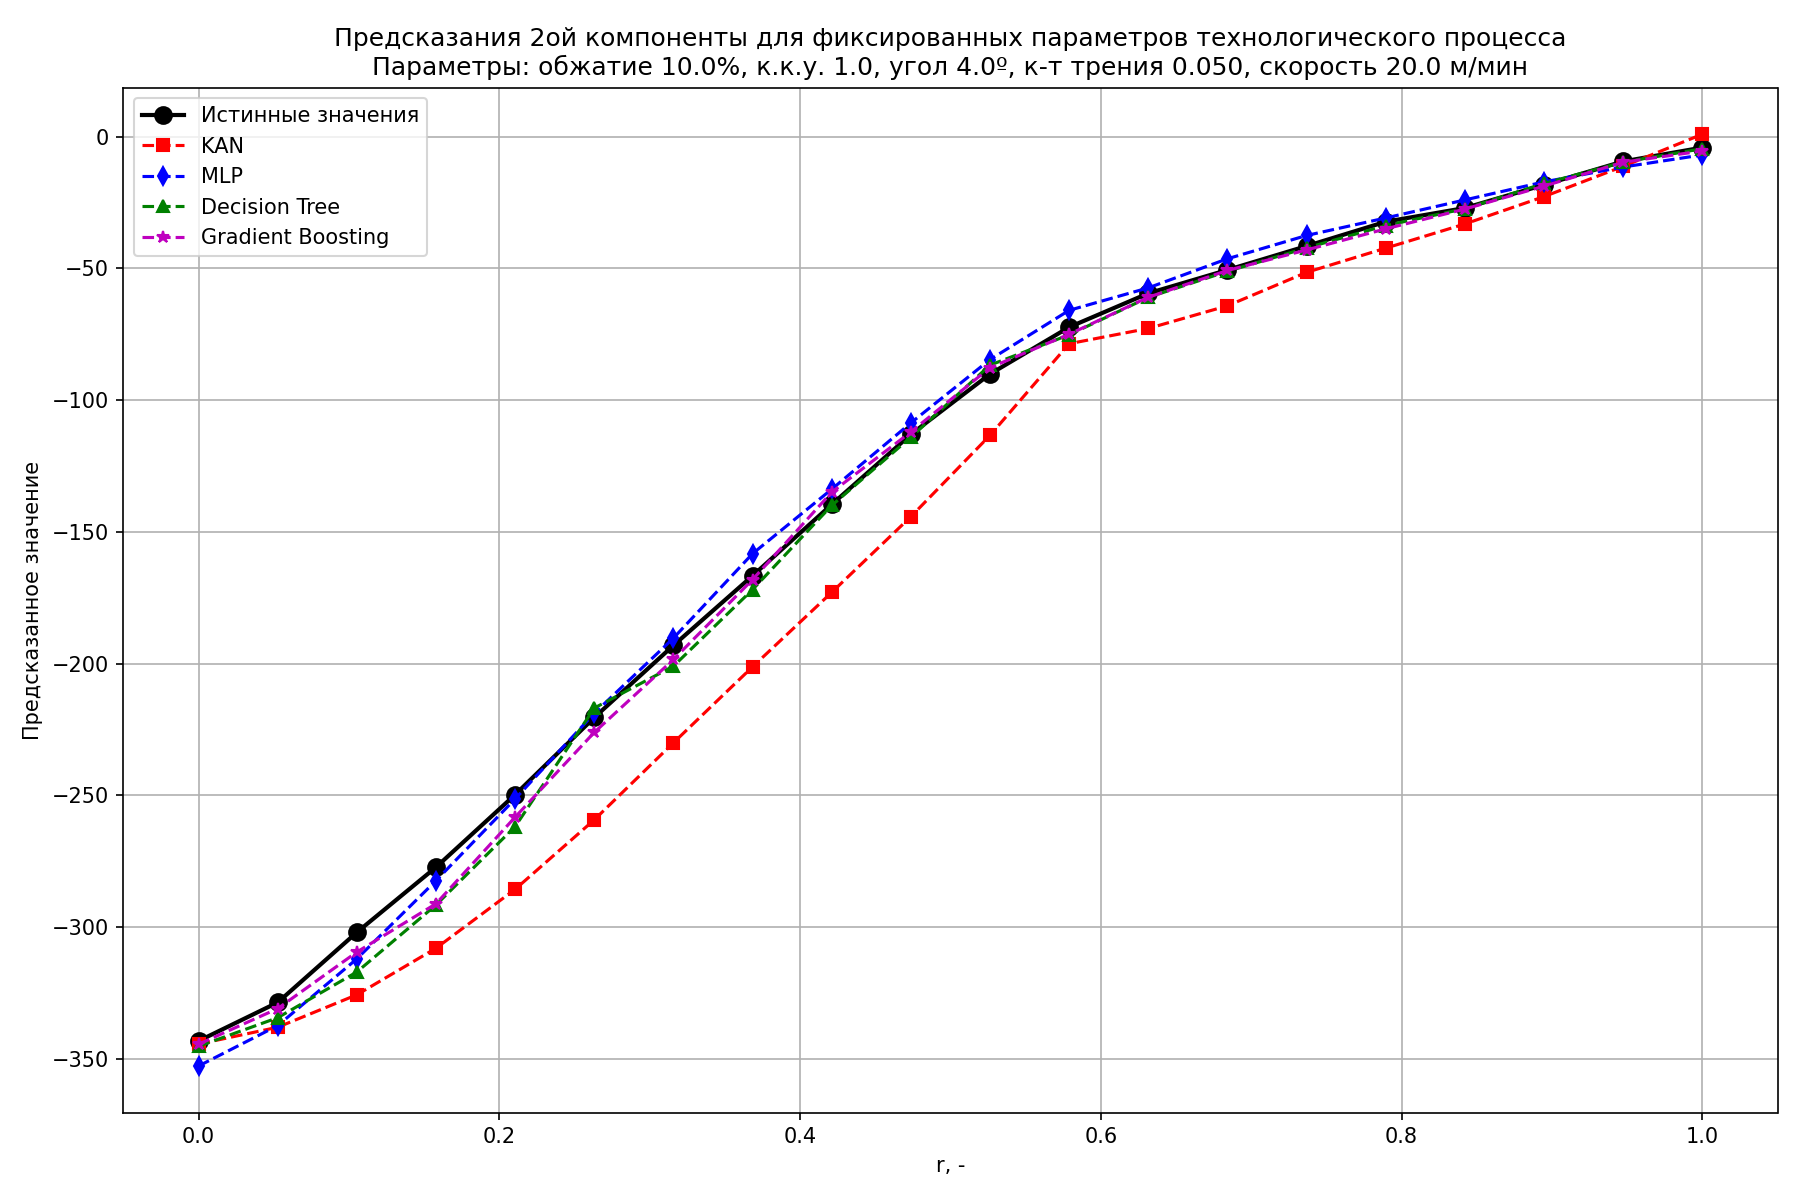 Предсказания 2ой компоненты для фиксированных параметров технологического процесса
Параметры: обжатие 10.0%, к.к.у. 1.0, угол 4.0º, к-т трения 0.050, скорость 20.0 м/мин
Истинные значения
KAN
MLP
Decision Tree
Gradient Boosting
Предсказанное значение
0
−50
−100
−150
−200
−250
−300
−350
0.0 0.2 0.4 0.6 0.8 1.0
r, -